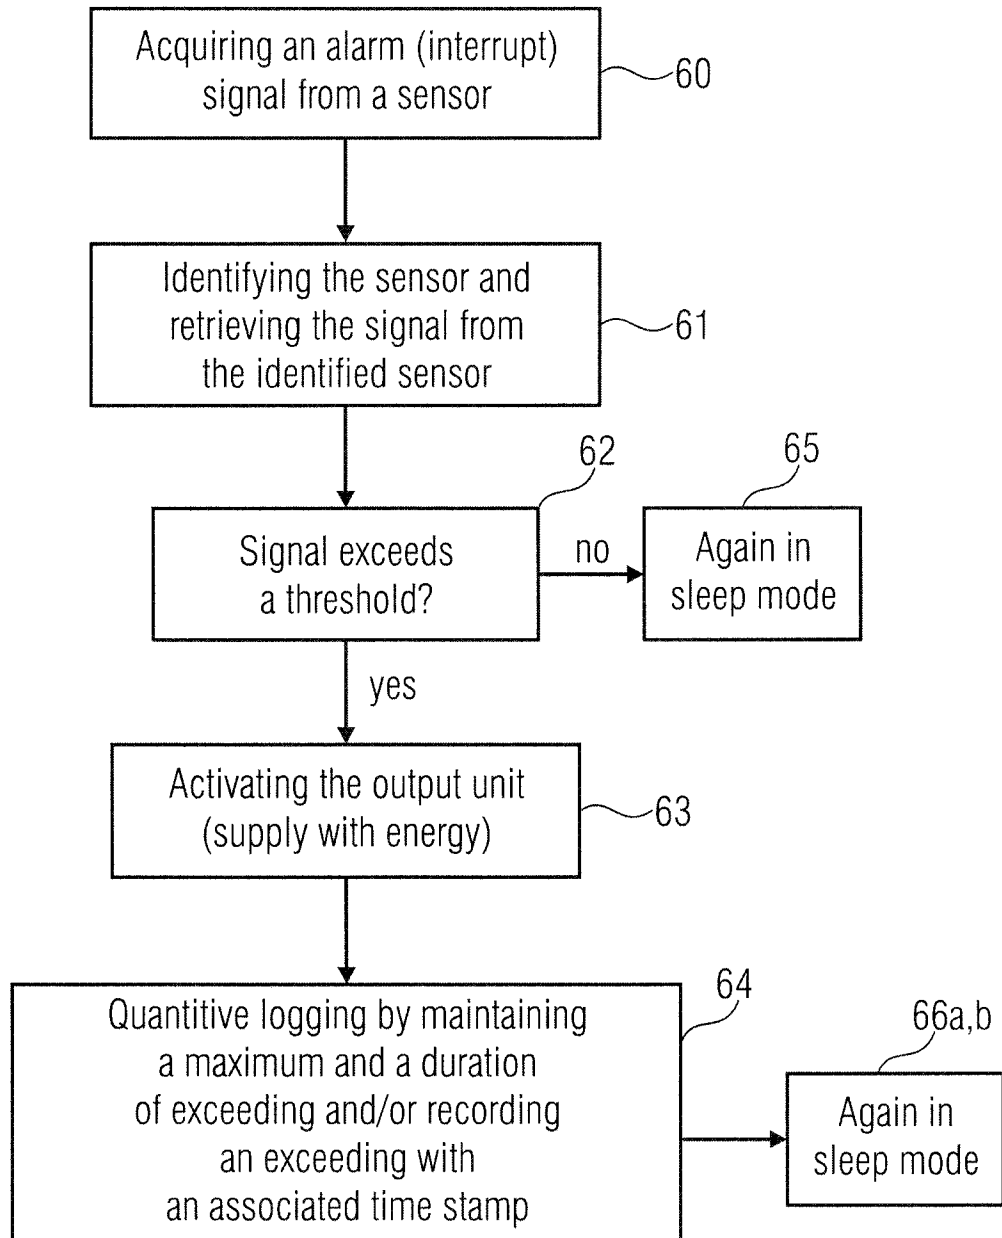 Acquiring an alarm (interrupt)
signal from a sensor
60
Identifying the sensor and
retrieving the signal from
the identified sensor
61
62
Signal exceeds
a threshold?
no
65
Again in
sleep mode
yes
Activating the output unit
(supply with energy)
63
64
Quantitive logging by maintaining
a maximum and a duration
of exceeding and/or recording
an exceeding with
an associated time stamp
66a,b
Again in
sleep mode